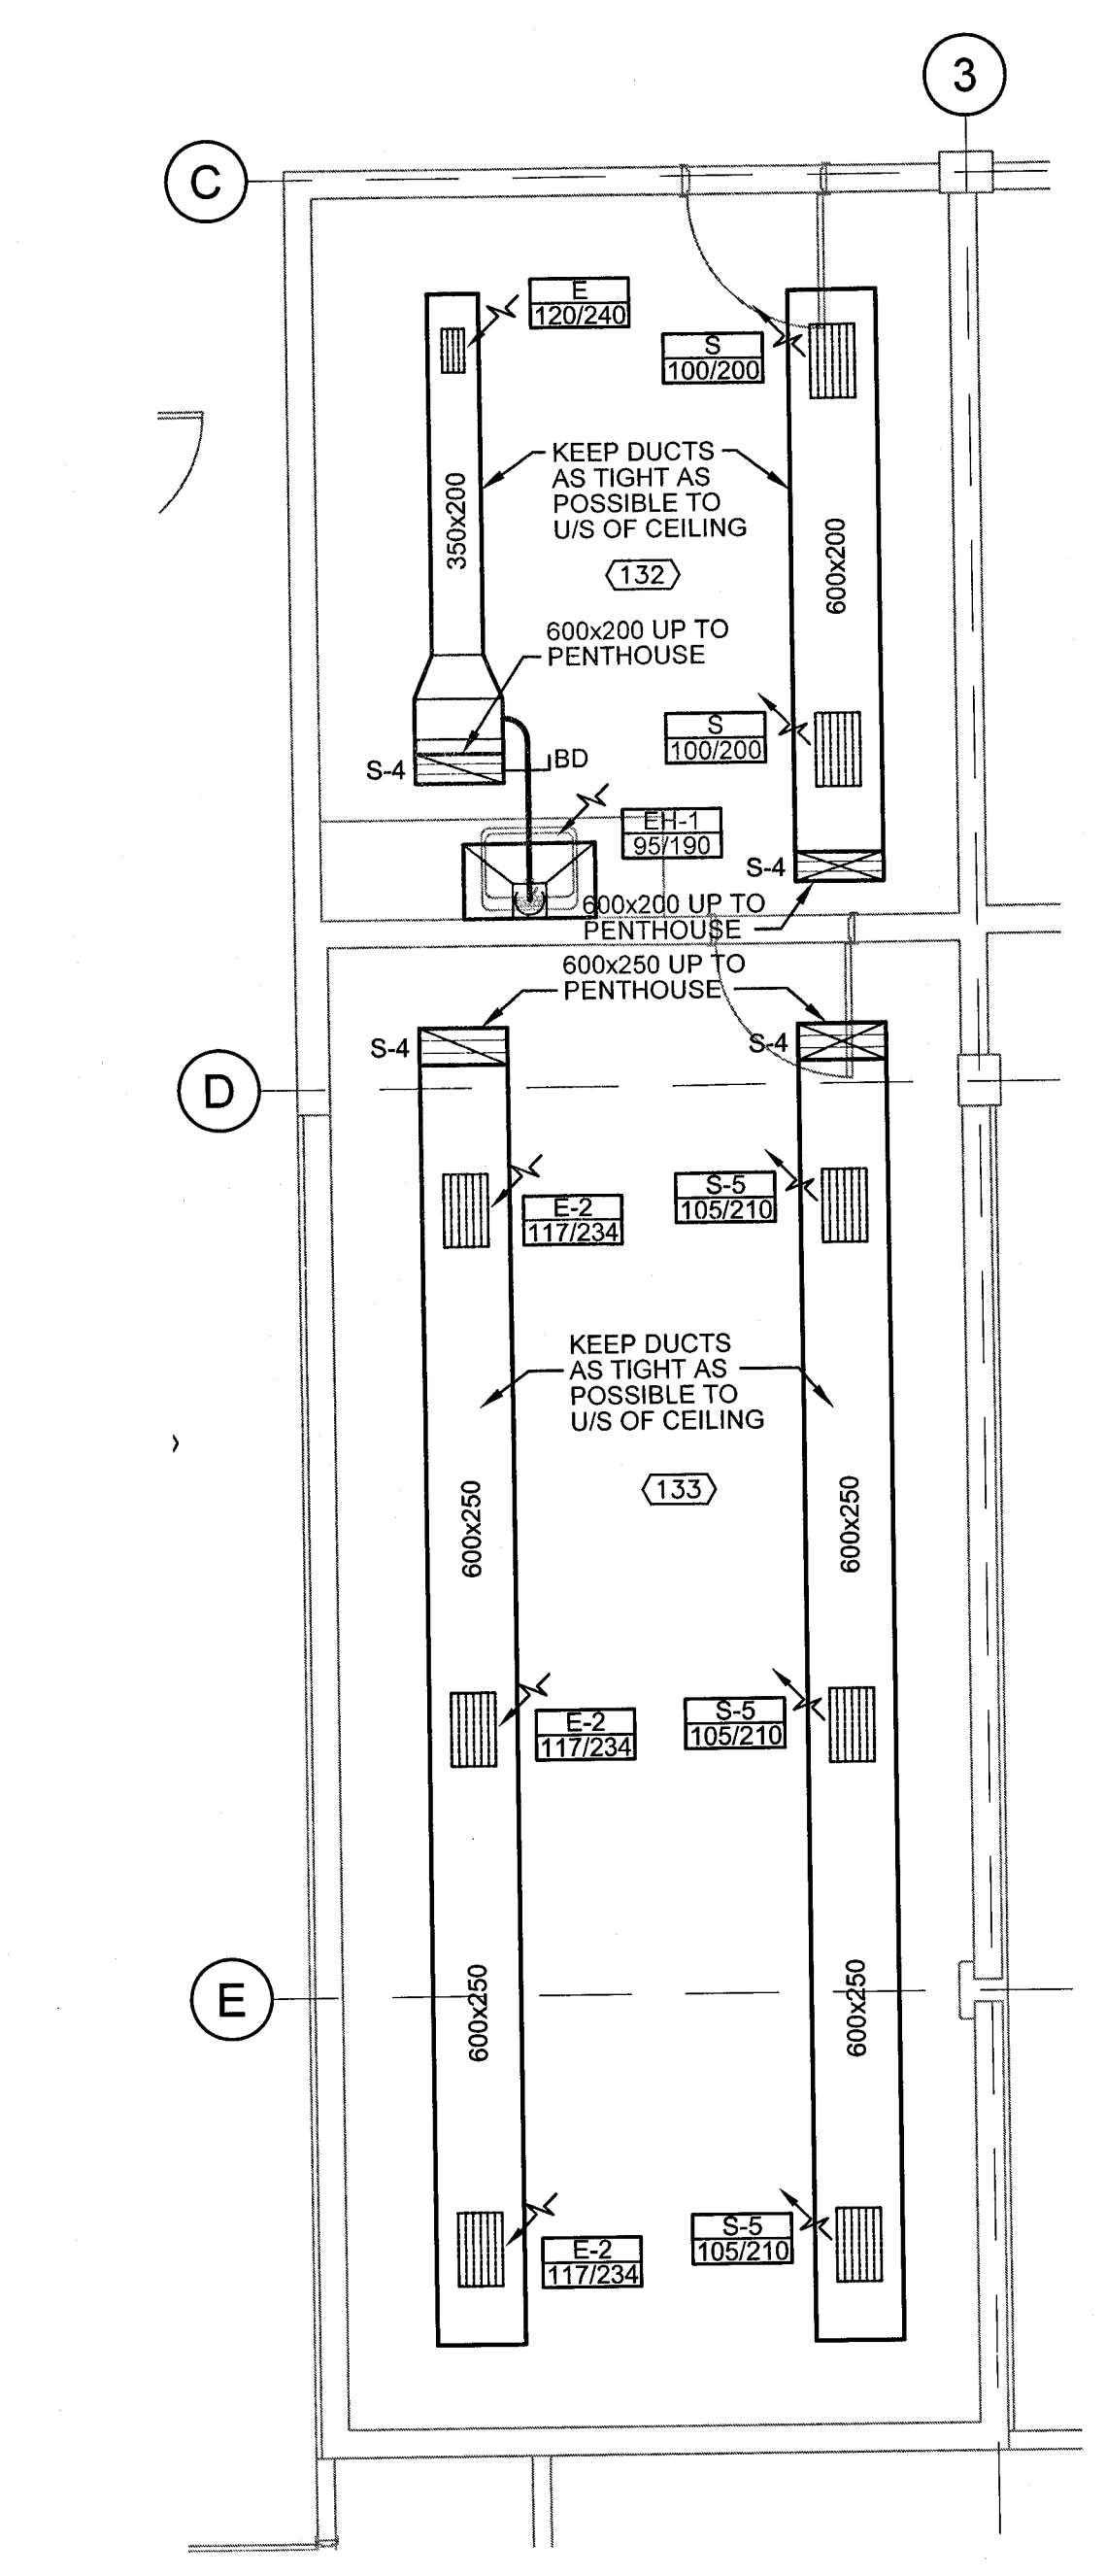 3
C
E
120/240
S
100/200
KEEP DUCTS
AS TIGHT AS
POSSIBLE TO
U/S OF CEILING
350x200
600x200
132
600x200 UP TO
PENTHOUSE
S
100/200
S-4
BD
EH-1
95/190
S-4
600x200 UP TO
PENTHOUSE
600x250 UP TO
PENTHOUSE
S-4
S-4
D
E-2
117/234
S-5
105/210
KEEP DUCTS
AS TIGHT AS
POSSIBLE TO
U/S OF CEILING
133
600x250
600x250
E-2
117/234
S-5
105/210
E
600x250
600x250
E-2
117/234
S-5
105/210